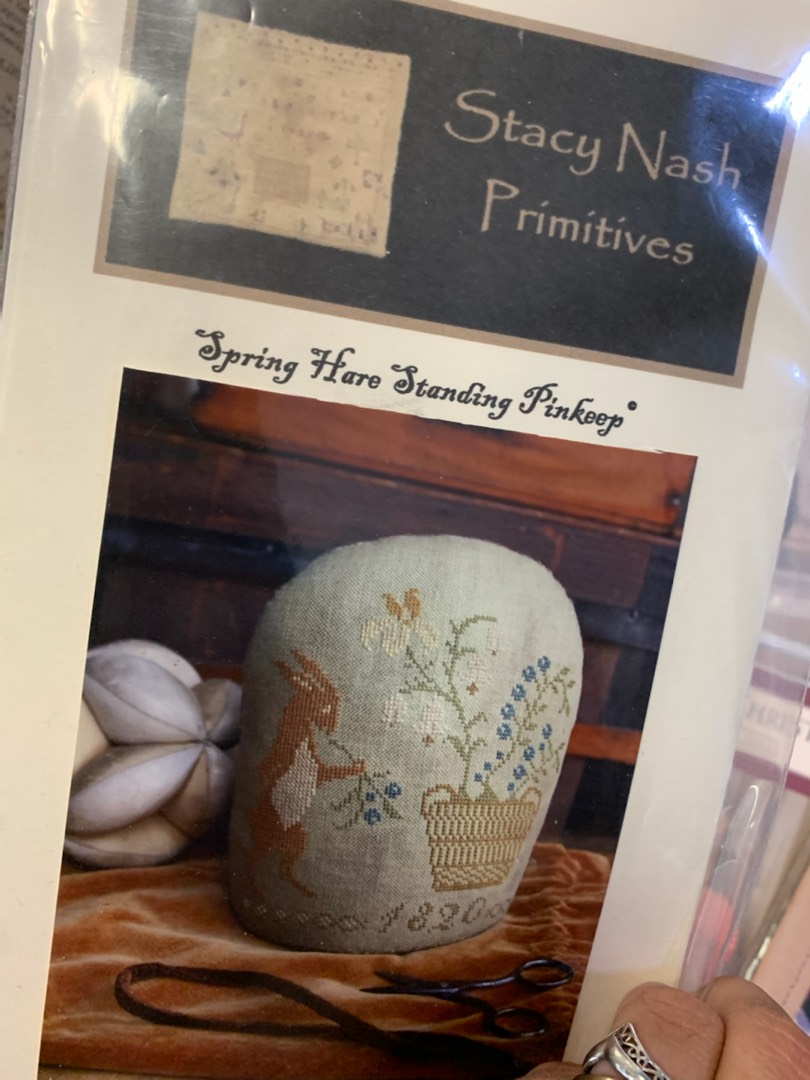 Stacy Nash
Primitives
Spring Hare Standing Pinkeep©
1820